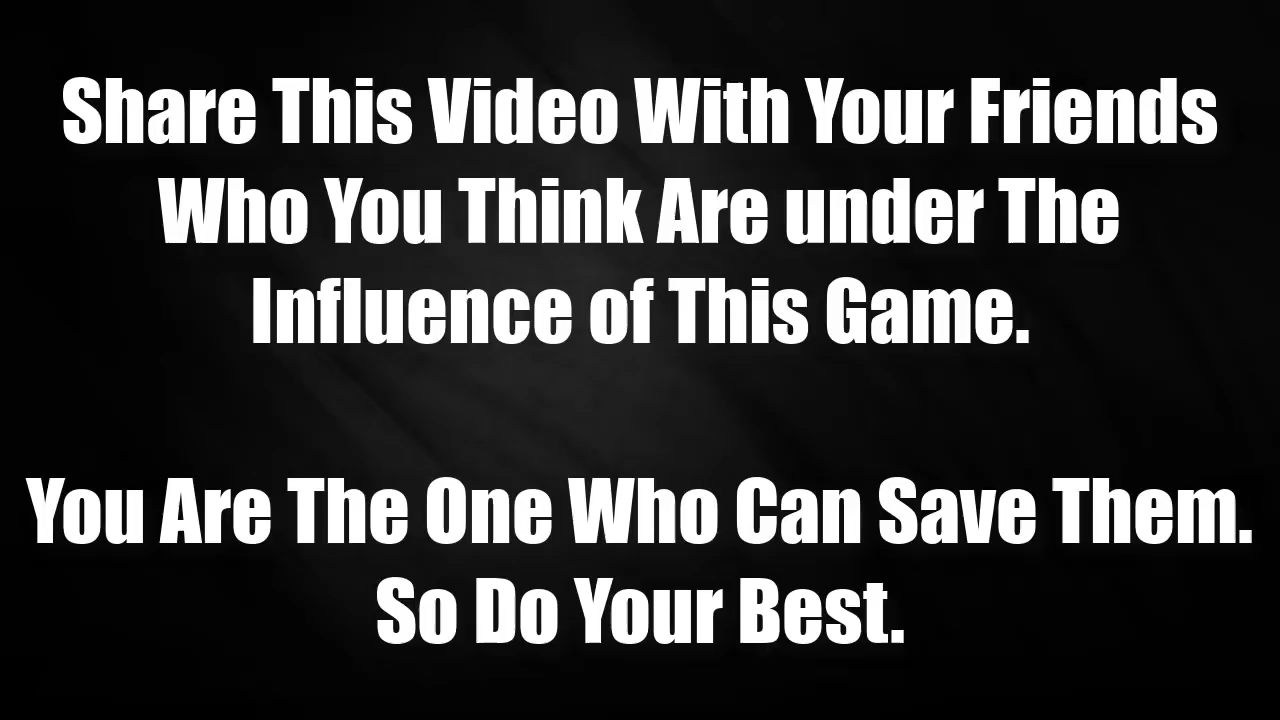 Share This Video With Your Friends
Who You Think Are under The
Influence of This Game.
You Are The One Who Can Save Them.
So Do Your Best.